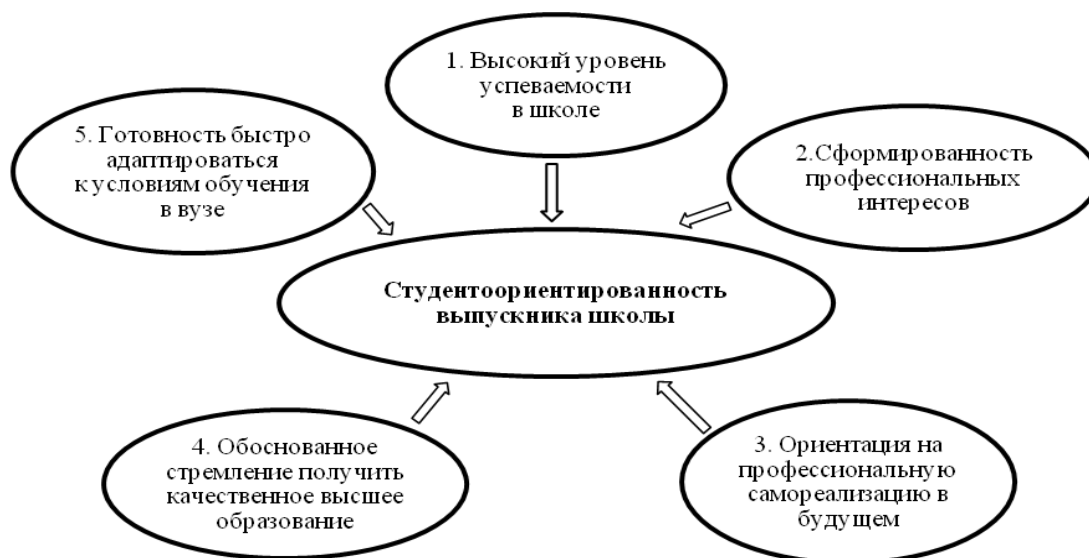 1. Высокий уровень
успеваемости
в школе
2.Сформированность
профессиональных
интересов
3. Ориентация на
профессиональную
самореализацию в
будущем
4. Обоснованное
стремление получить
качественное высшее
образование
5. Готовность быстро
адаптироваться
к условиям обучения
в вузе
Студентоориентированность
выпускника школы